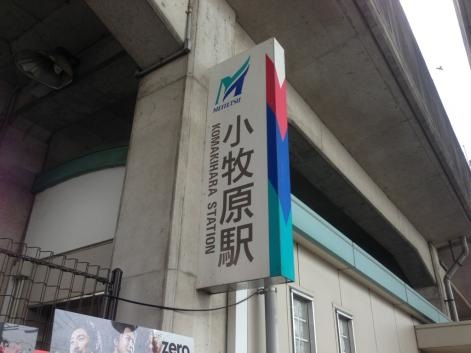 MEITETSU
小牧原駅
KOMAKIHARA STATION
zero